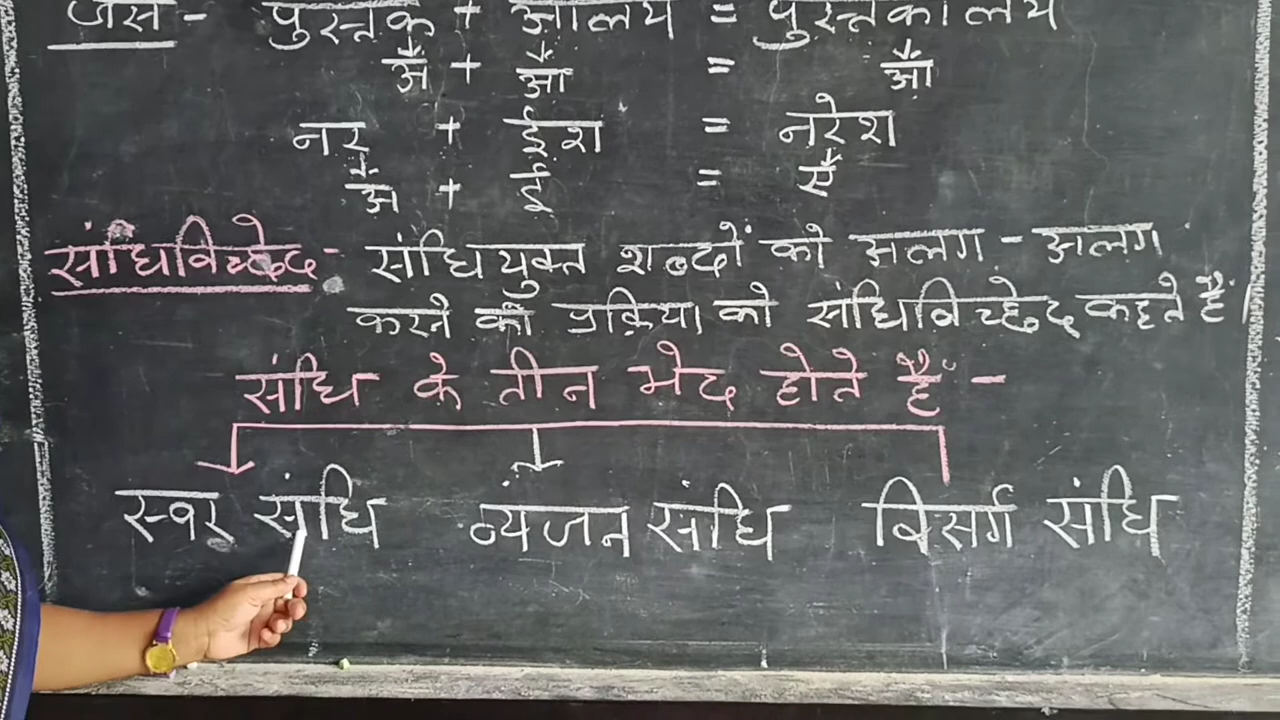 जैसे - पुस्तक + आलय = पुस्तकालय
अ + आ = आ
नर + ईश = नरेश
अ + ई = ए
संधिविच्छेद - संधियुक्त शब्दों को अलग - अलग
करने की प्रक्रिया को संधिविच्छेद कहते हैं।
संधि के तीन भेद होते हैं -
स्वर संधि व्यंजन संधि विसर्ग संधि